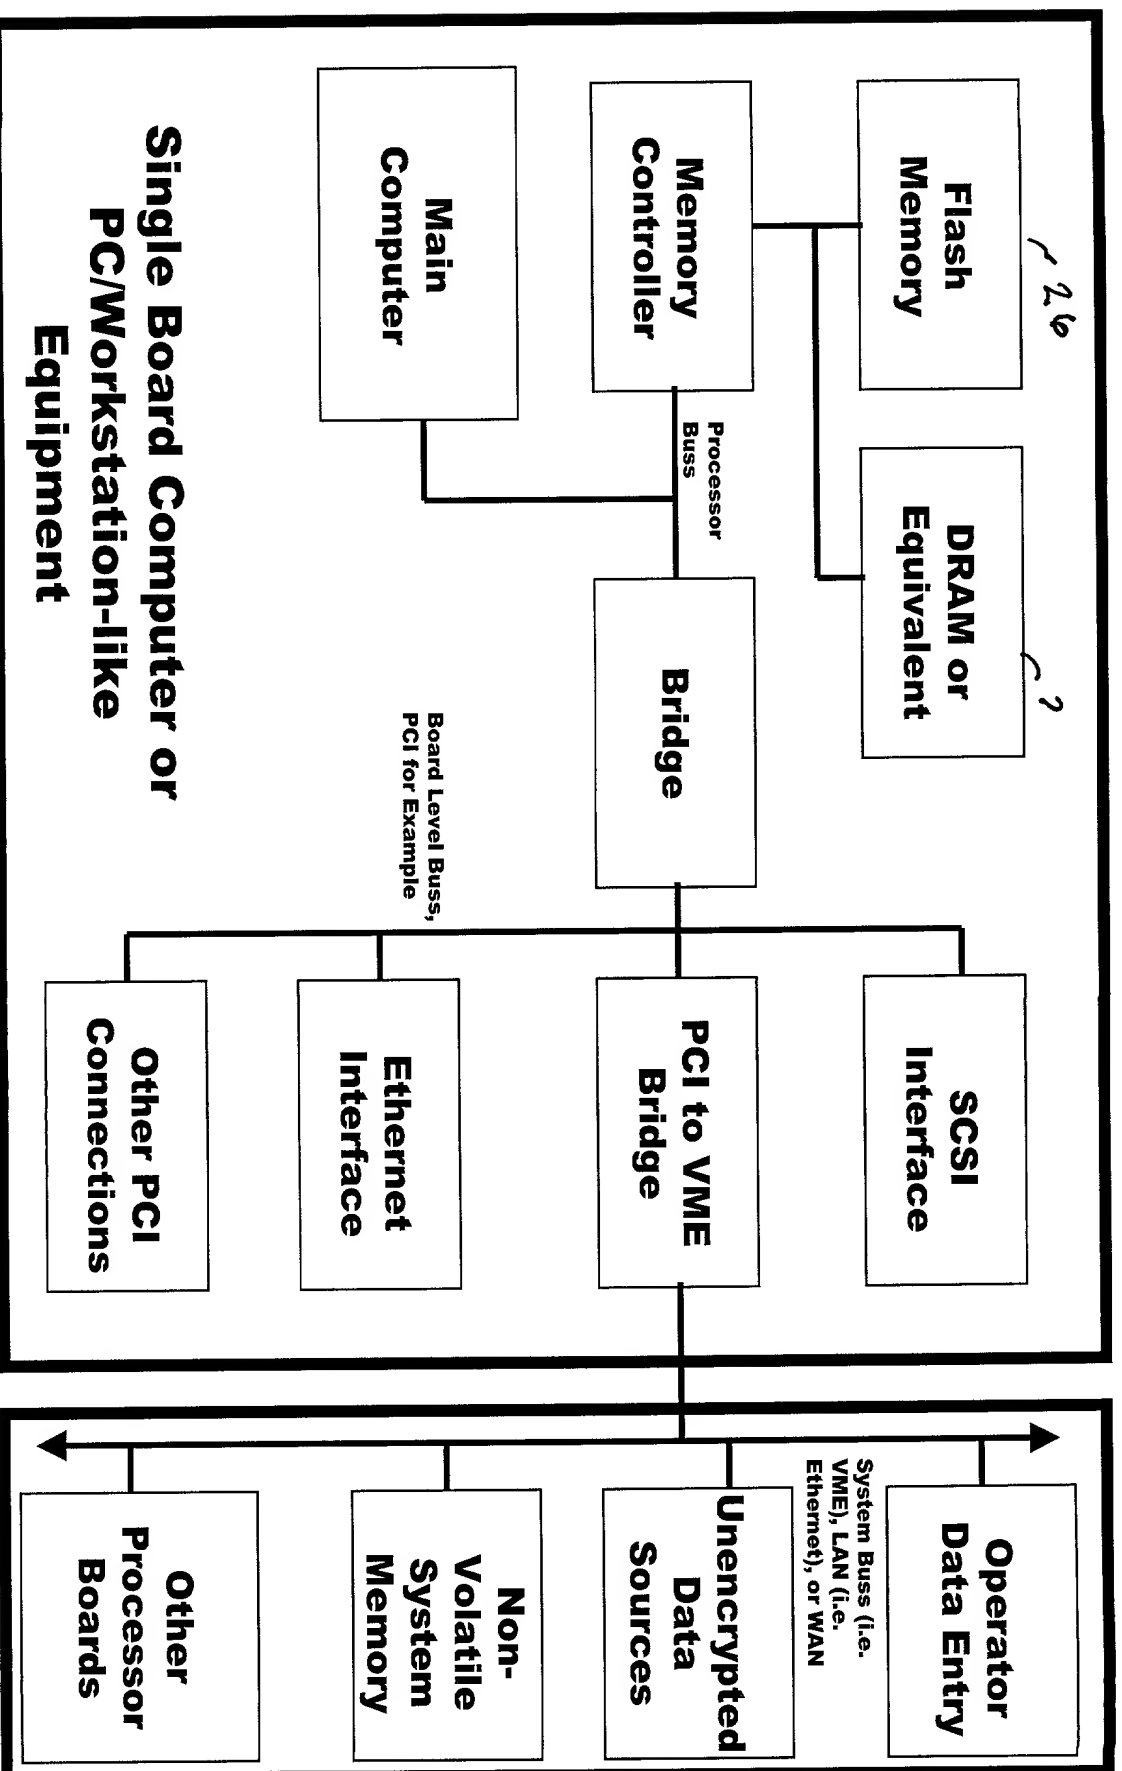 26
Flash
Memory
?
DRAM or
Equivalent
Memory
Controller
Processor
Buss
Bridge
Main
Computer
Board Level Buss,
PCI for Example
SCSI
Interface
PCI to VME
Bridge
Ethernet
Interface
Other PCI
Connections
Single Board Computer or
PC/Workstation-like
Equipment
Operator
Data Entry
System Buss (i.e.
VME), LAN (i.e.
Ethernet), or WAN
Unencrypted
Data
Sources
Non-
Volatile
System
Memory
Other
Processor
Boards